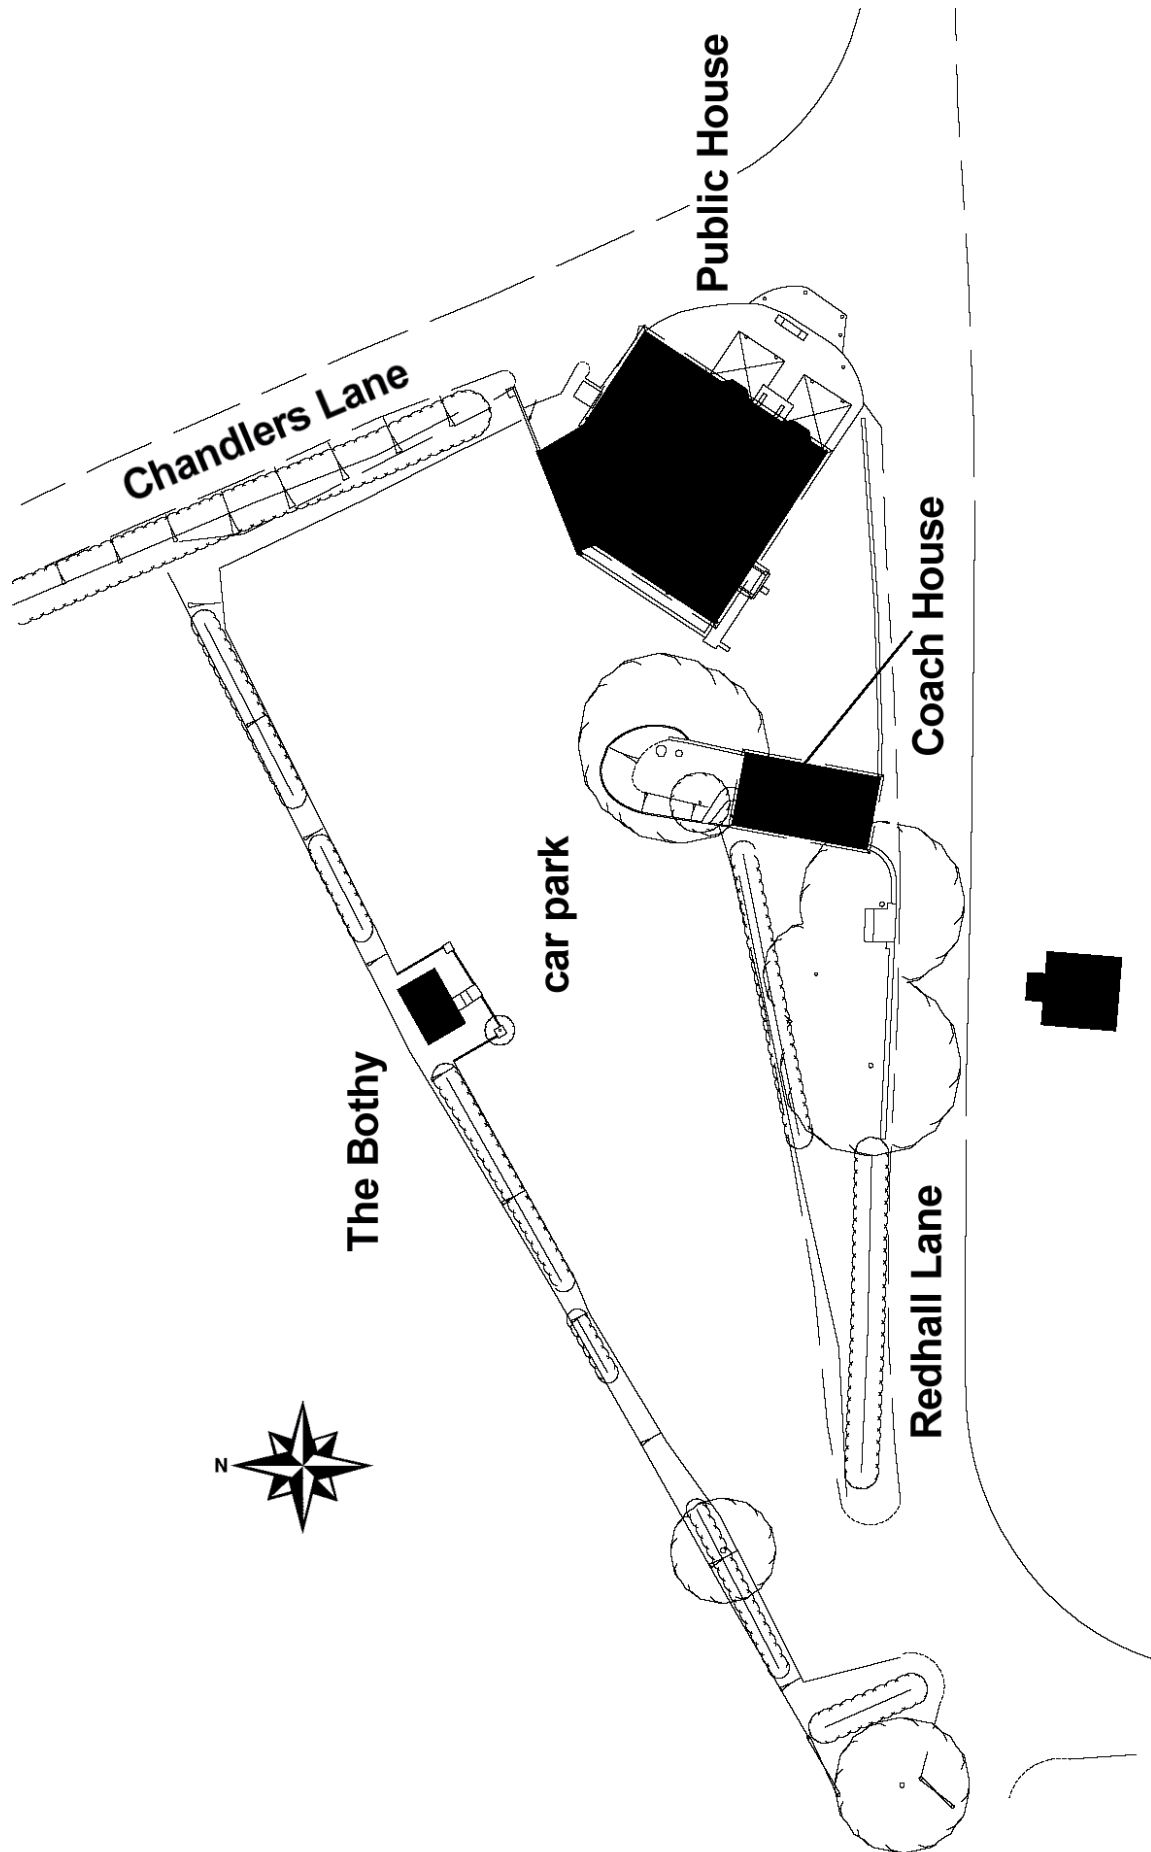 Public House
Chandlers Lane
Coach House
car park
The Bothy
Redhall Lane
N